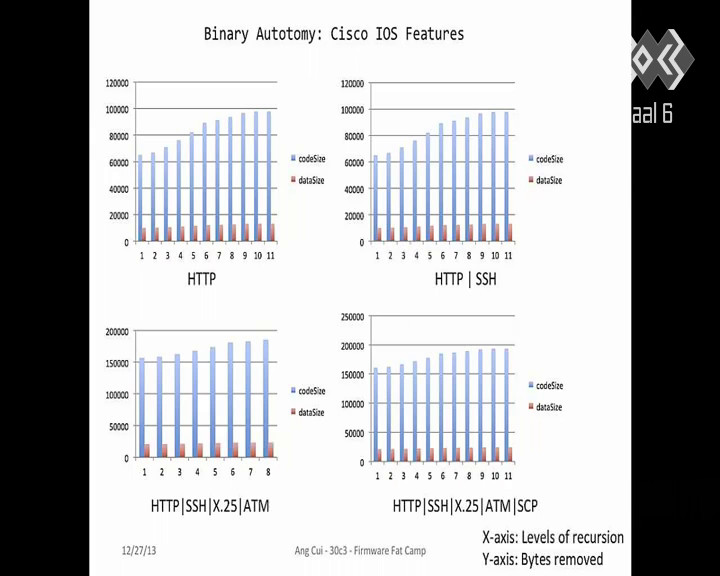 Binary Autotomy: Cisco IOS Features
aal 6
120000
100000
80000
60000
40000
20000
0
1 2 3 4 5 6 7 8 9 10 11
codeSize
dataSize
HTTP
120000
100000
80000
60000
40000
20000
0
1 2 3 4 5 6 7 8 9 10 11
codeSize
dataSize
HTTP | SSH
200000
150000
100000
50000
0
1 2 3 4 5 6 7 8
codeSize
dataSize
HTTP|SSH|X.25|ATM
250000
200000
150000
100000
50000
0
1 2 3 4 5 6 7 8 9 10 11
codeSize
dataSize
HTTP|SSH|X.25|ATM|SCP
X-axis: Levels of recursion
Y-axis: Bytes removed
12/27/13
Ang Cui - 30c3 - Firmware Fat Camp